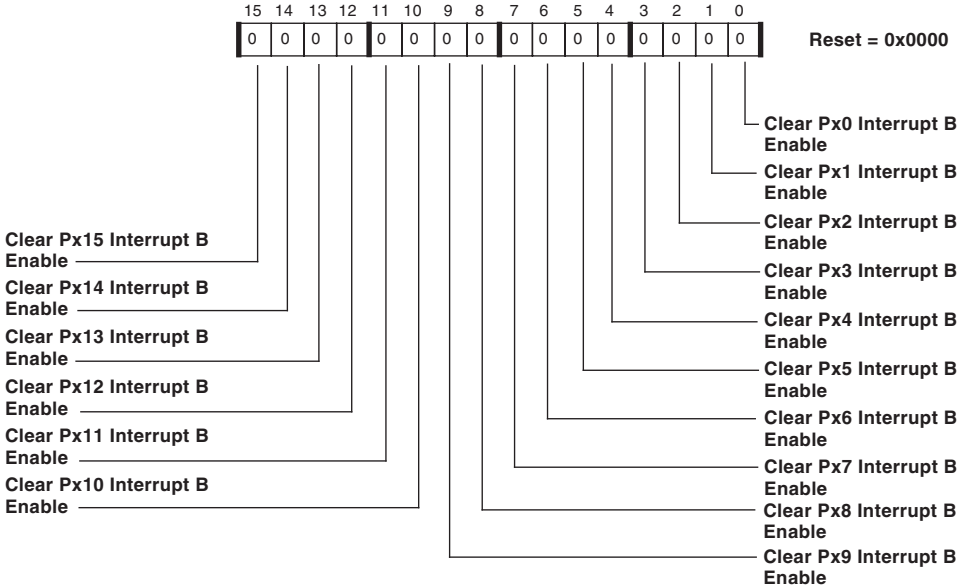 15 14 13 12 11 10 9 8 7 6 5 4 3 2 1 0
0 0 0 0 0 0 0 0 0 0 0 0 0 0 0 0
Reset = 0x0000
Clear Px0 Interrupt B
Enable
Clear Px1 Interrupt B
Enable
Clear Px2 Interrupt B
Enable
Clear Px3 Interrupt B
Enable
Clear Px4 Interrupt B
Enable
Clear Px5 Interrupt B
Enable
Clear Px6 Interrupt B
Enable
Clear Px7 Interrupt B
Enable
Clear Px8 Interrupt B
Enable
Clear Px9 Interrupt B
Enable
Clear Px15 Interrupt B
Enable
Clear Px14 Interrupt B
Enable
Clear Px13 Interrupt B
Enable
Clear Px12 Interrupt B
Enable
Clear Px11 Interrupt B
Enable
Clear Px10 Interrupt B
Enable